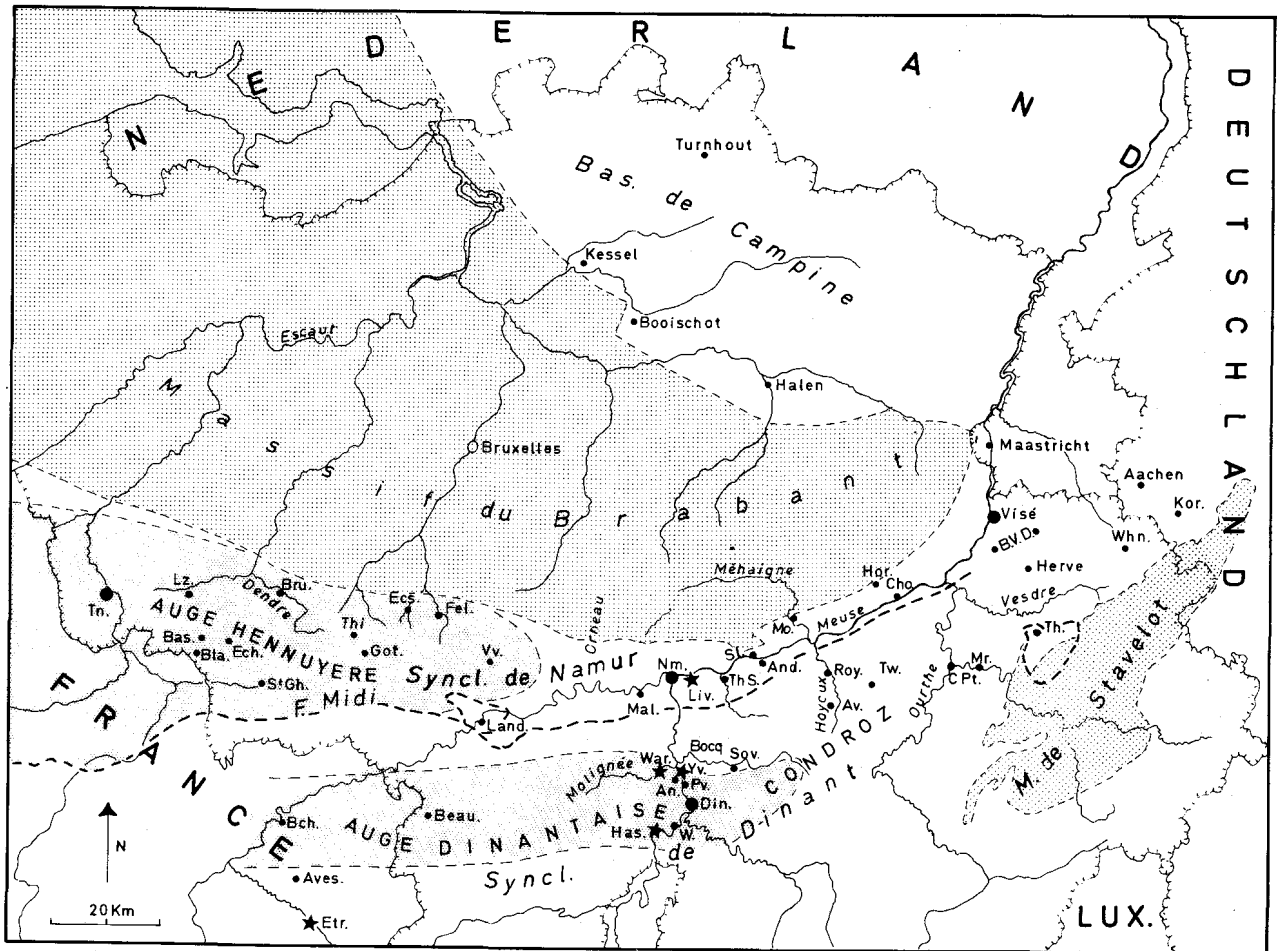 NEDERLAND
DEUTSCHLAND
Turnhout
Bas. de Campine
Kessel
Booischot
Escaut
Halen
Massif du Brabant
Bruxelles
Maastricht
Aachen
Kor.
Visé
B.V.D.
Whn.
Herve
Méhaigne
Hor.
Cho.
Vesdre
Lz.
Bru.
Dendre
Tn.
Ecs.
Fel.
AUGE HENNUYERE
Thi
Orneau
Mo.
Meuse
Th.
Stavelot
Bas.
Bla.
Ech.
Got.
Vv.
Syncl. de Namur
Sl.
And.
Nm.
Liv.
Th S.
Roy.
Tw.
Ourthe
Mr.
C Pt.
St Gh.
F. Midi
Mal.
Hoyoux
Av.
FRANCE
Land.
CONDROZ
M. de
Bocq
Sov.
War.
Yv.
Molignée
An.
Pv.
Din.
Bch.
Beau.
AUGE DINANTAISE
Has.
W.
Syncl. de Dinant
N
Aves.
Etr.
20 Km
LUX.